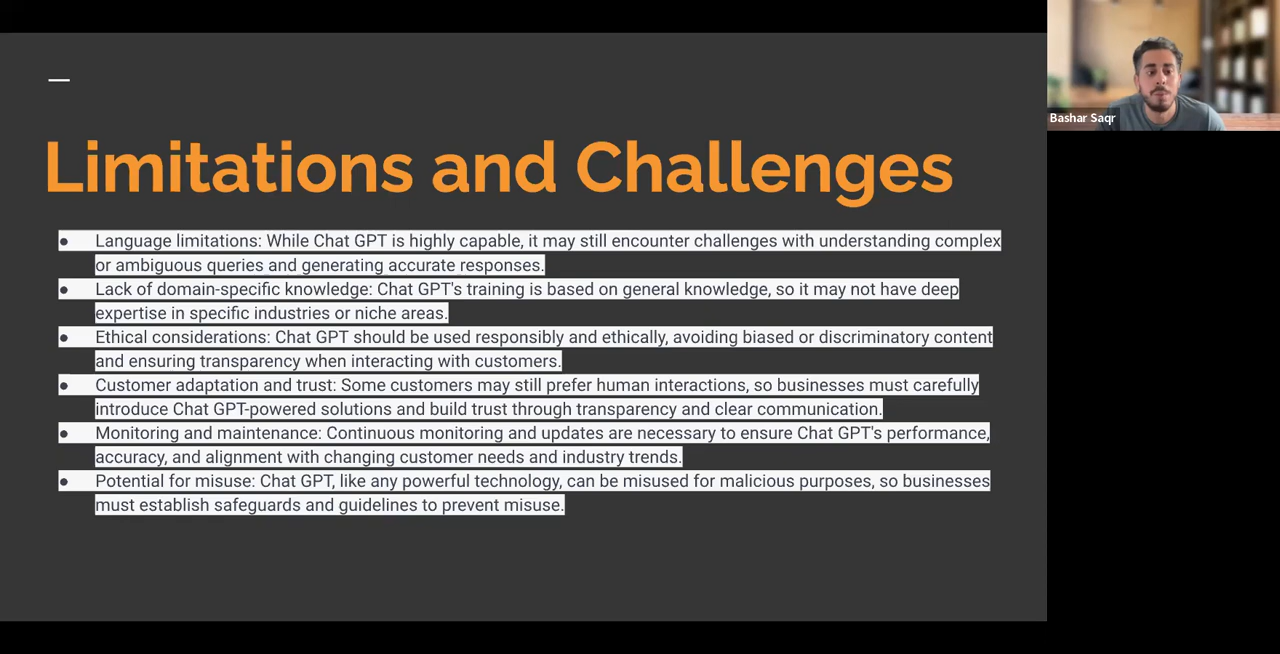 Limitations and Challenges
● Language limitations: While Chat GPT is highly capable, it may still encounter challenges with understanding complex
or ambiguous queries and generating accurate responses.
● Lack of domain-specific knowledge: Chat GPT's training is based on general knowledge, so it may not have deep
expertise in specific industries or niche areas.
● Ethical considerations: Chat GPT should be used responsibly and ethically, avoiding biased or discriminatory content
and ensuring transparency when interacting with customers.
● Customer adaptation and trust: Some customers may still prefer human interactions, so businesses must carefully
introduce Chat GPT-powered solutions and build trust through transparency and clear communication.
● Monitoring and maintenance: Continuous monitoring and updates are necessary to ensure Chat GPT's performance,
accuracy, and alignment with changing customer needs and industry trends.
● Potential for misuse: Chat GPT, like any powerful technology, can be misused for malicious purposes, so businesses
must establish safeguards and guidelines to prevent misuse.
Bashar Saqr